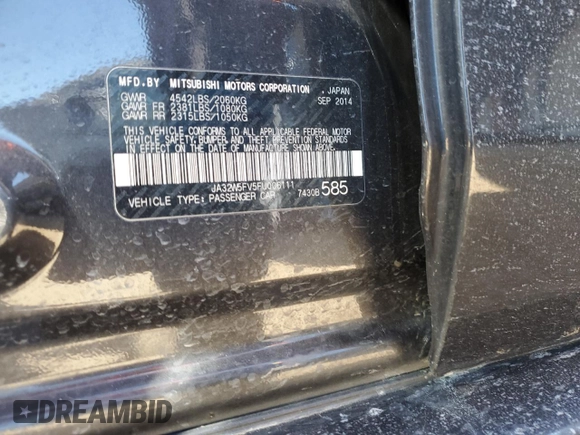 MFD.BY MITSUBISHI MOTORS CORPORATION JAPAN
GVWR 4542LBS/2060KG SEP 2014
GAWR FR 2381LBS/1080KG
GAWR RR 2315LBS/1050KG
THIS VEHICLE CONFORMS TO ALL APPLICABLE FEDERAL MOTOR
VEHICLE SAFETY, BUMPER, AND THEFT PREVENTION STANDARDS
IN EFFECT ON THE DATE OF MANUFACTURE SHOWN ABOVE.
JA32W5FV5FU006111
VEHICLE TYPE: PASSENGER CAR 7430B 585
DREAMBID